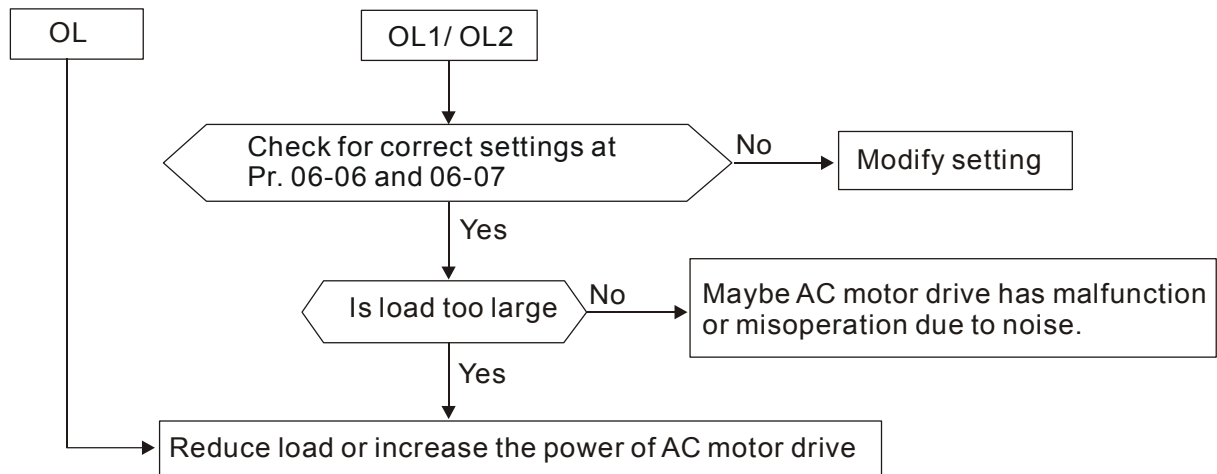 OL
OL1/ OL2
Check for correct settings at
Pr. 06-06 and 06-07
No
Modify setting
Yes
Is load too large
No
Maybe AC motor drive has malfunction
or misoperation due to noise.
Yes
Reduce load or increase the power of AC motor drive